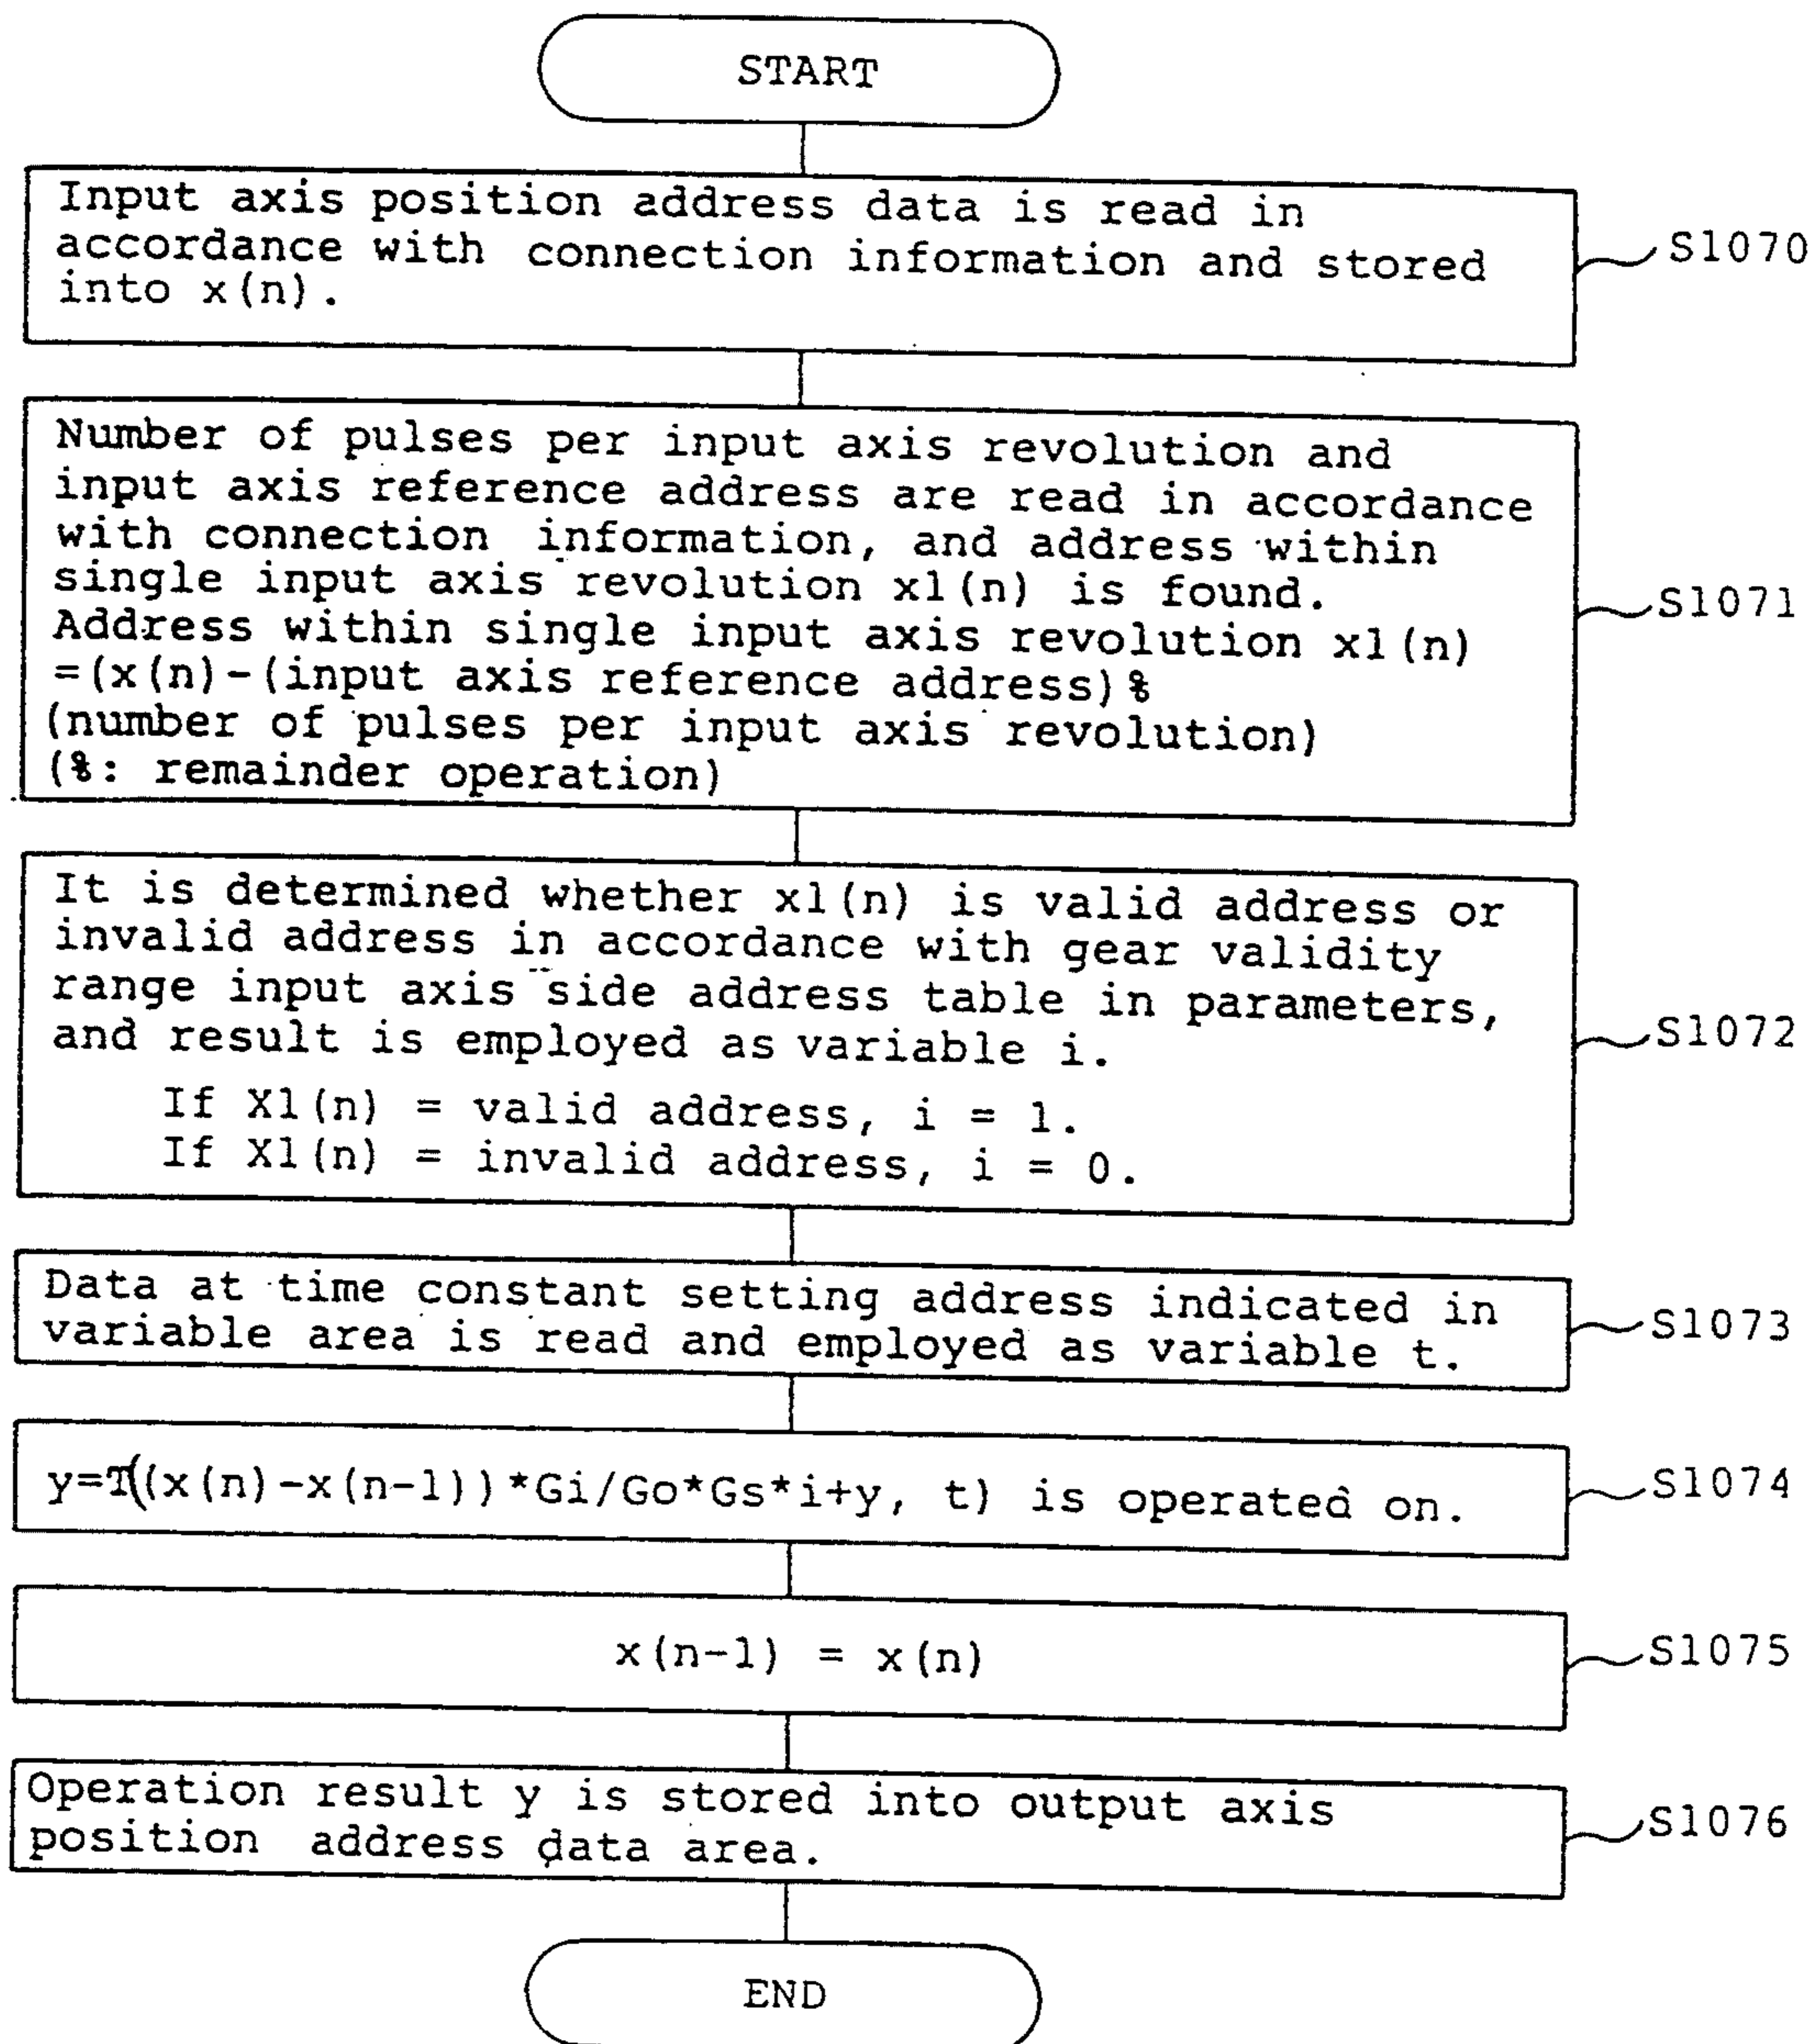 START
Input axis position address data is read in
accordance with connection information and stored
into x(n).
S1070
Number of pulses per input axis revolution and
input axis reference address are read in accordance
with connection information, and address within
single input axis revolution x1(n) is found.
Address within single input axis revolution x1(n)
=(x(n)-(input axis reference address)%
(number of pulses per input axis revolution)
(%: remainder operation)
S1071
It is determined whether x1(n) is valid address or
invalid address in accordance with gear validity
range input axis side address table in parameters,
and result is employed as variable i.
If X1(n) = valid address, i = 1.
If X1(n) = invalid address, i = 0.
S1072
Data at time constant setting address indicated in
variable area is read and employed as variable t.
S1073
y=T((x(n)-x(n-1))*Gi/Go*Gs*i+y, t) is operated on.
S1074
x(n-1) = x(n)
S1075
Operation result y is stored into output axis
position address data area.
S1076
END